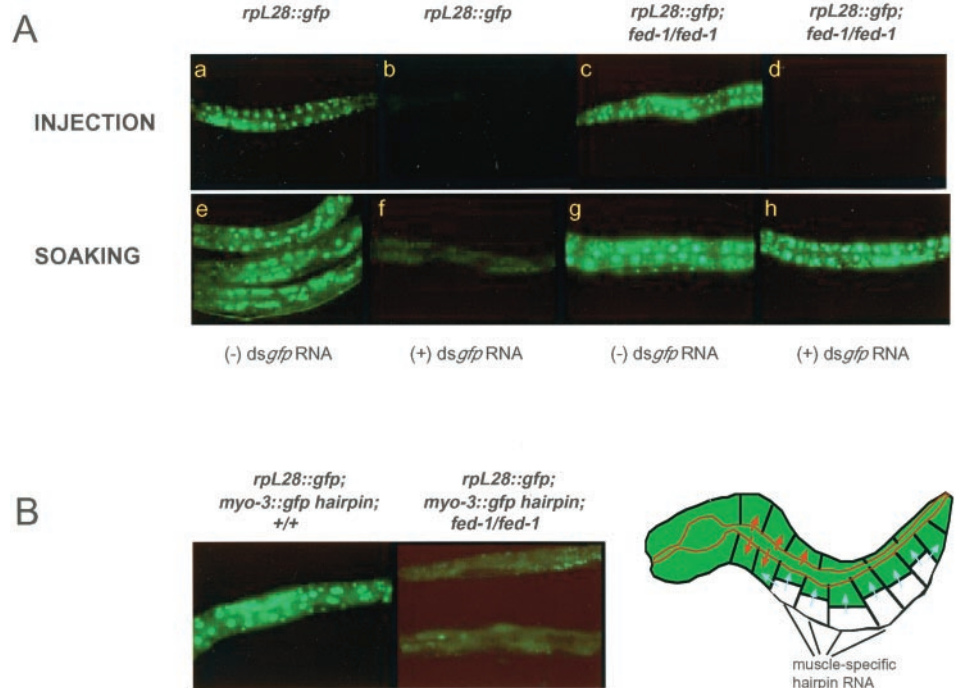 A
rpL28::gfp
rpL28::gfp
rpL28::gfp;
fed-1/fed-1
rpL28::gfp;
fed-1/fed-1
INJECTION
a
b
c
d
SOAKING
e
f
g
h
(-) dsgfp RNA
(+) dsgfp RNA
(-) dsgfp RNA
(+) dsgfp RNA
B
rpL28::gfp;
myo-3::gfp hairpin;
+/+
rpL28::gfp;
myo-3::gfp hairpin;
fed-1/fed-1
muscle-specific
hairpin RNA